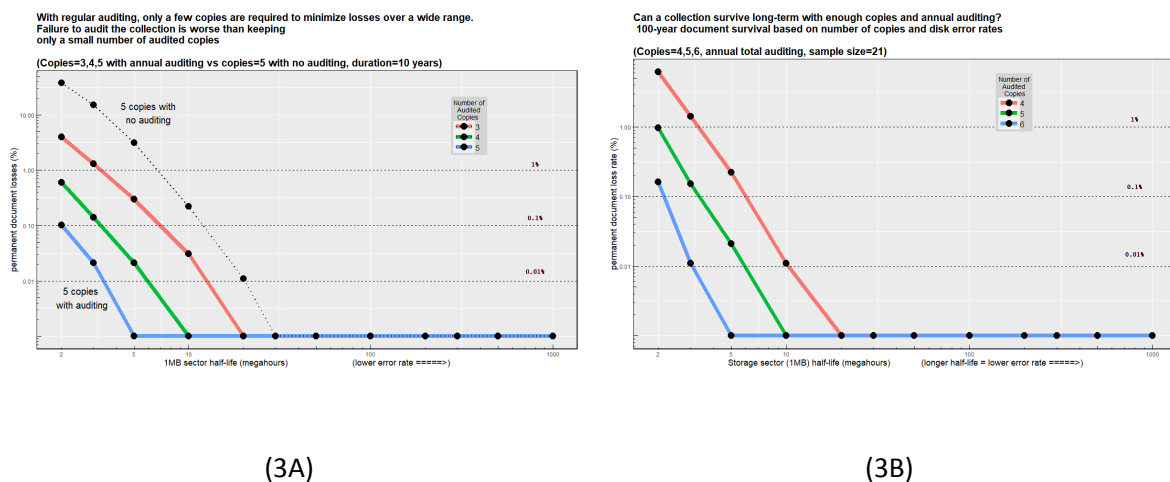 With regular auditing, only a few copies are required to minimize losses over a wide range.
Failure to audit the collection is worse than keeping
only a small number of audited copies
(Copies=3,4,5 with annual auditing vs copies=5 with no auditing, duration=10 years)
permanent document losses (%)
10.00
1.00
0.10
0.01
5 copies with
no auditing
Number of
Audited
Copies
3
4
5
1%
0.1%
0.01%
5 copies
with auditing
2
5
10
100
1000
1MB sector half-life (megahours)
(lower error rate =====>)
(3A)
Can a collection survive long-term with enough copies and annual auditing?
100-year document survival based on number of copies and disk error rates
(Copies=4,5,6, annual total auditing, sample size=21)
permanent document loss rate (%)
1.00
0.10
0.01
Number of
Audited
Copies
4
5
6
1%
0.1%
0.01%
2
5
10
100
1000
Storage sector (1MB) half-life (megahours)
(longer half-life = lower error rate =====>)
(3B)